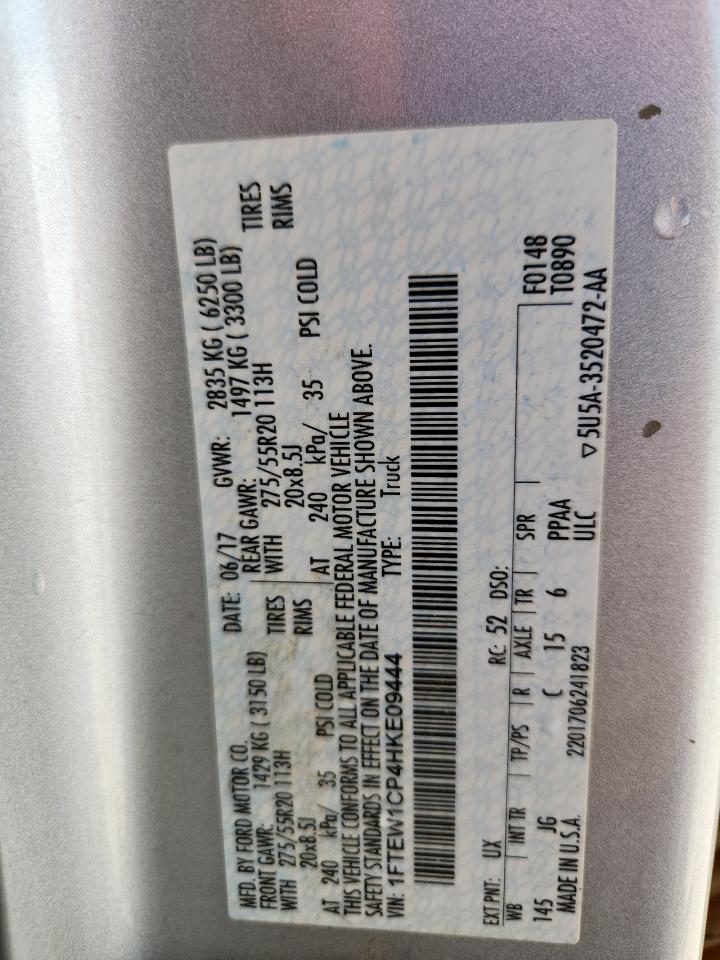 MFD. BY FORD MOTOR CO. DATE: 06/17 GVWR: 2835 KG ( 6250 LB)
FRONT GAWR: 1429 KG ( 3150 LB) REAR GAWR: 1497 KG ( 3300 LB)
WITH 275/55R20 113H TIRES WITH 275/55R20 113H TIRES
20x8.5J RIMS 20x8.5J RIMS
AT 240 kPa/ 35 PSI COLD AT 240 kPa/ 35 PSI COLD
THIS VEHICLE CONFORMS TO ALL APPLICABLE FEDERAL MOTOR VEHICLE
SAFETY STANDARDS IN EFFECT ON THE DATE OF MANUFACTURE SHOWN ABOVE.
VIN: 1FTEW1CP4HKE09444 TYPE: Truck
EXT PNT: UX RC: 52 DSO:
WB INT TR TP/PS R AXLE TR SPR F0148
145 JG C 15 6 PPAA T0890
MADE IN U.S.A. 2201706241823 ULC ▽5U5A-3520472-AA